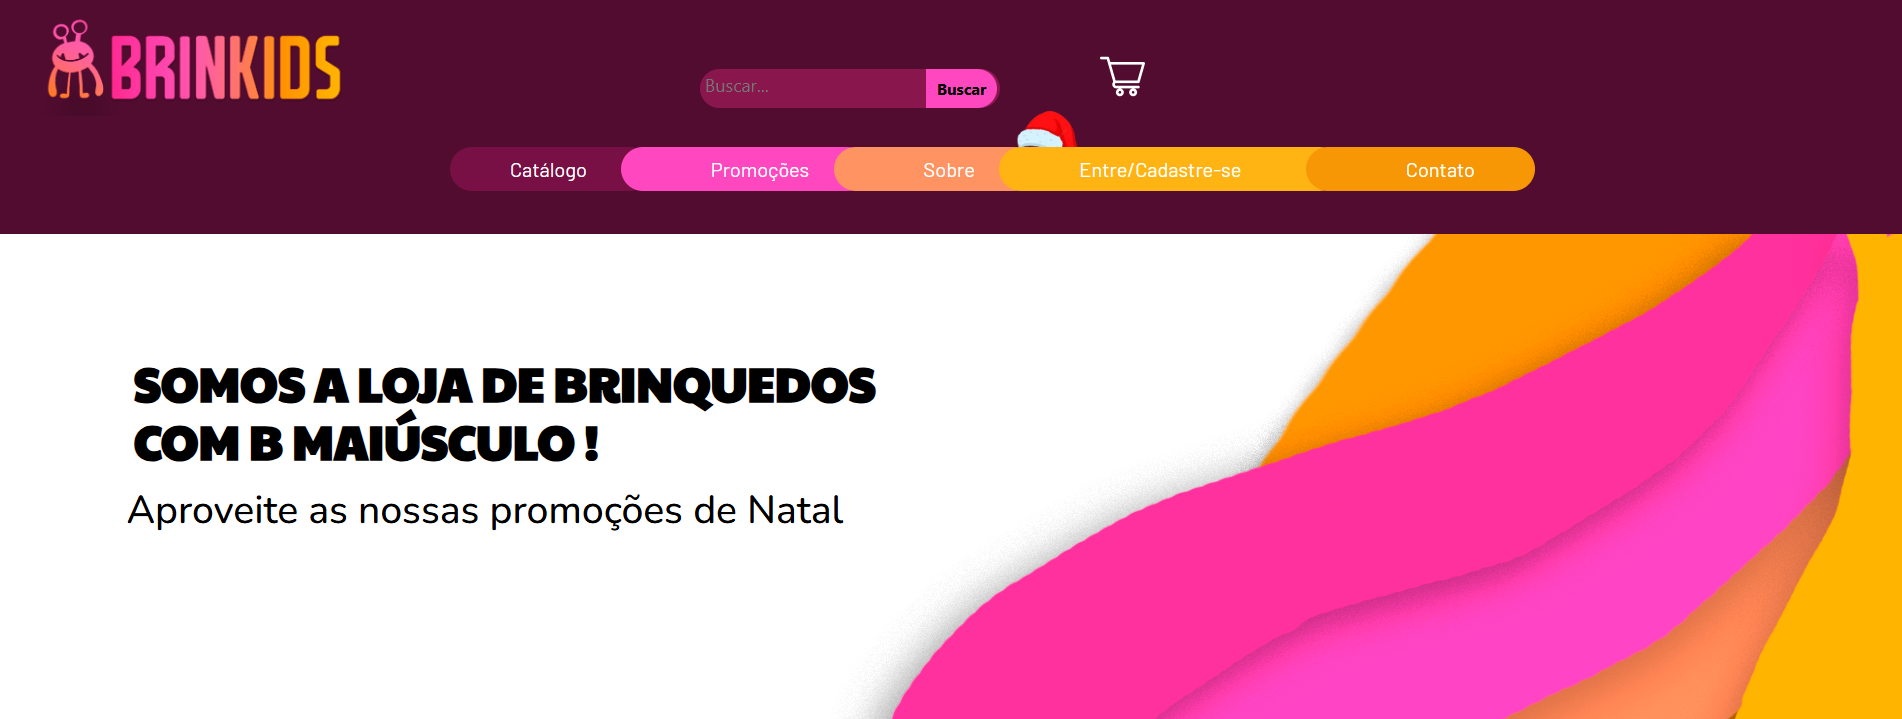 BRINKIDS
Buscar...
Buscar
Catálogo
Promoções
Sobre
Entre/Cadastre-se
Contato
SOMOS A LOJA DE BRINQUEDOS
COM B MAIÚSCULO !
Aproveite as nossas promoções de Natal